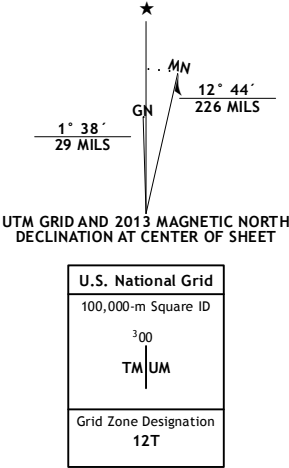 ★
MN
12° 44´
226 MILS
GN
1° 38´
29 MILS
UTM GRID AND 2013 MAGNETIC NORTH
DECLINATION AT CENTER OF SHEET
U.S. National Grid
100,000-m Square ID
³00
TM UM
Grid Zone Designation
12T